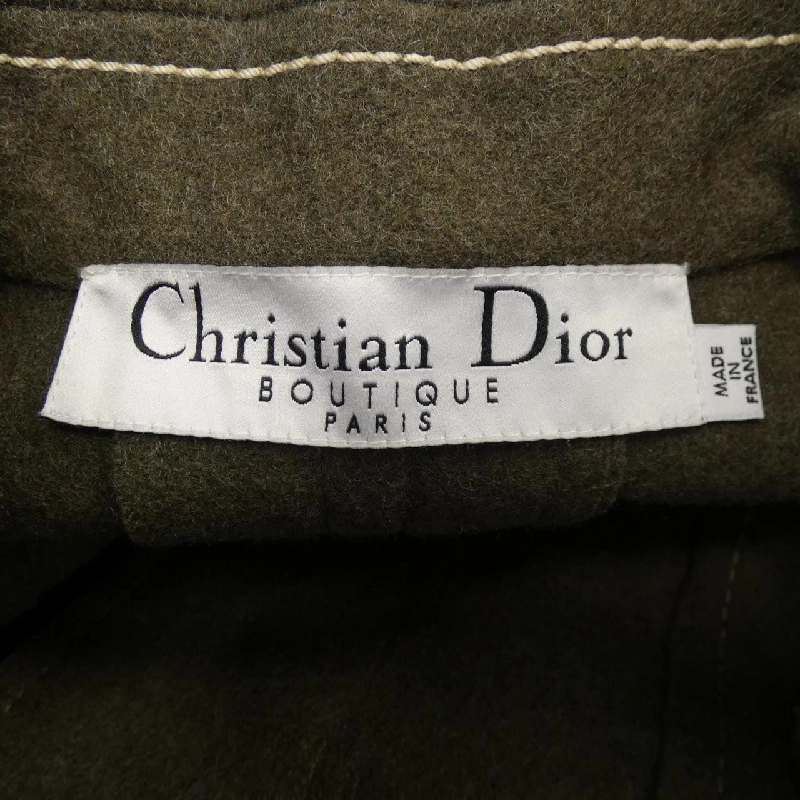 Christian Dior
BOUTIQUE
PARIS
MADE
IN
FRANCE